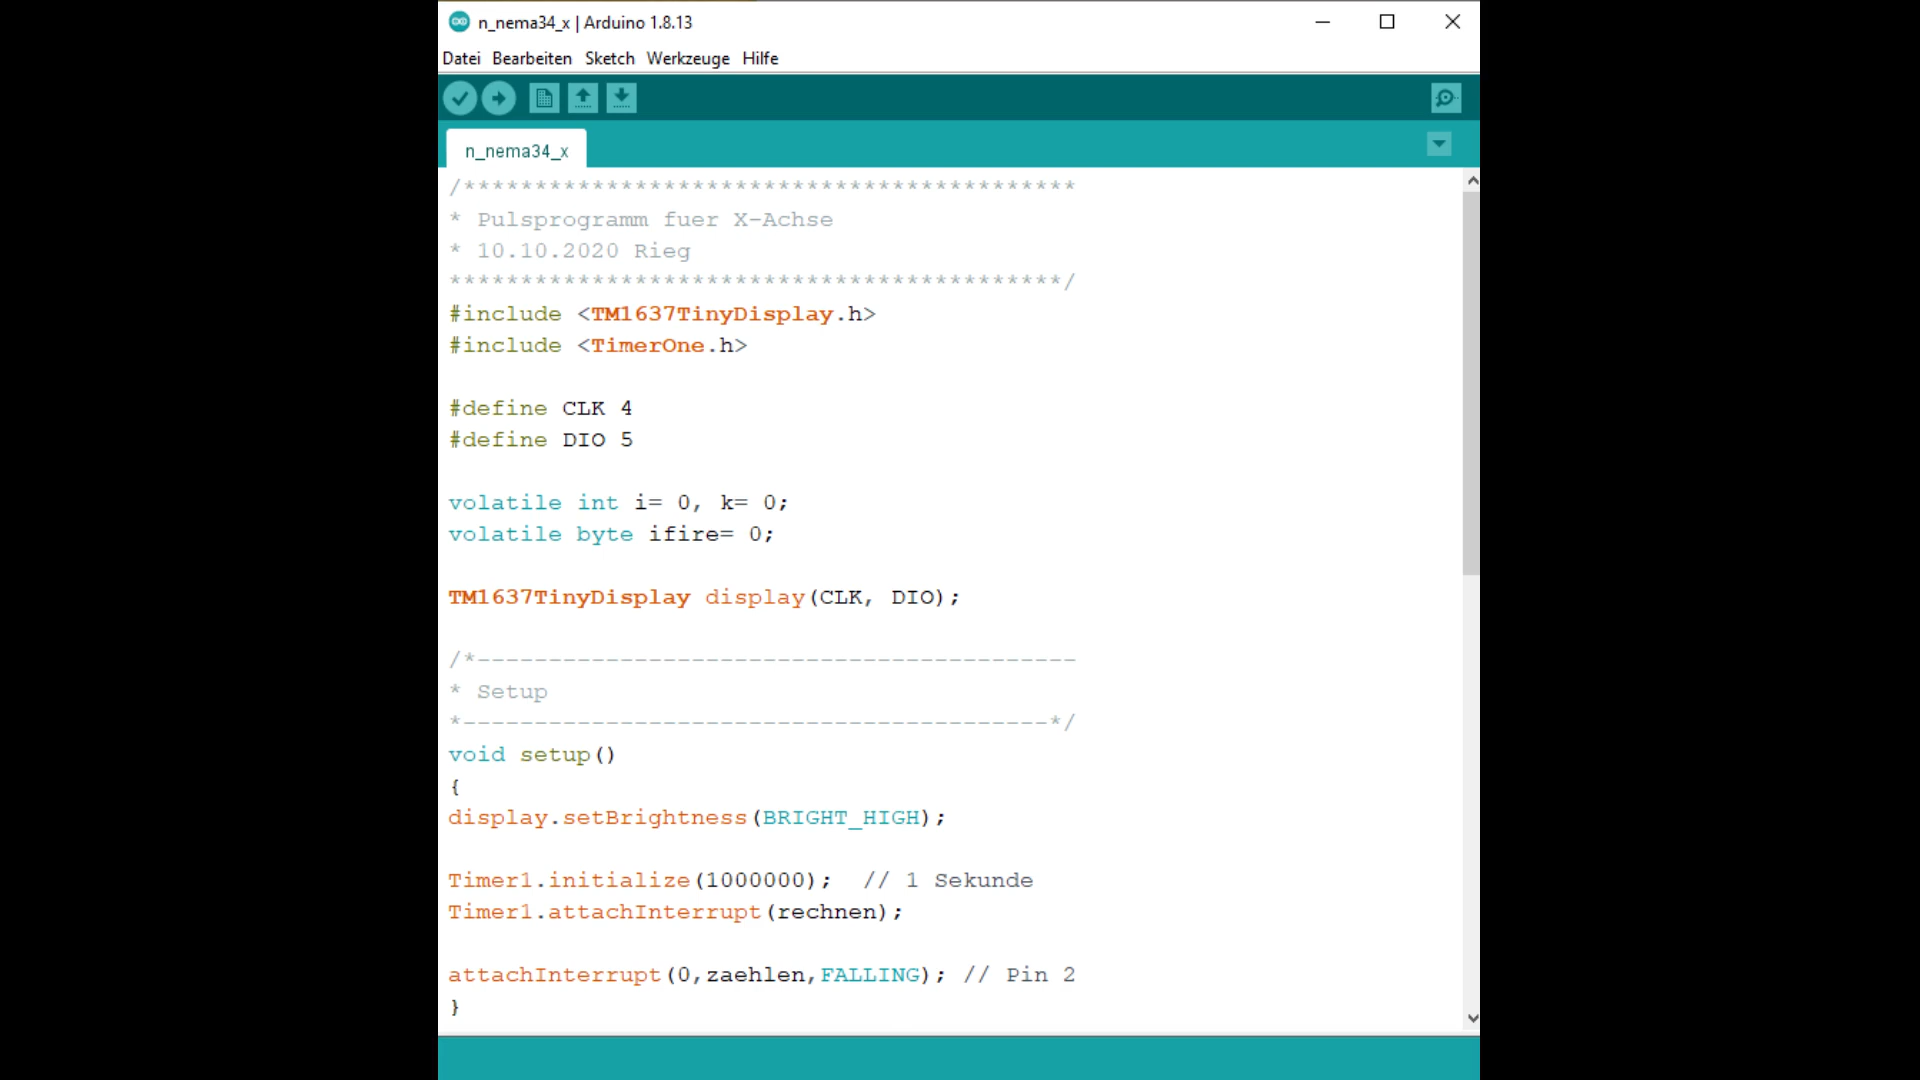 n_nema34_x | Arduino 1.8.13
Datei Bearbeiten Sketch Werkzeuge Hilfe
n_nema34_x
/*******************************************
* Pulsprogramm fuer X-Achse
* 10.10.2020 Rieg
*******************************************/
#include <TM1637TinyDisplay.h>
#include <TimerOne.h>
#define CLK 4
#define DIO 5
volatile int i= 0, k= 0;
volatile byte ifire= 0;
TM1637TinyDisplay display(CLK, DIO);
/*------------------------------------------
* Setup
*-----------------------------------------*/
void setup()
{
display.setBrightness(BRIGHT_HIGH);
Timer1.initialize(1000000);  // 1 Sekunde
Timer1.attachInterrupt(rechnen);
attachInterrupt(0,zaehlen,FALLING); // Pin 2
}